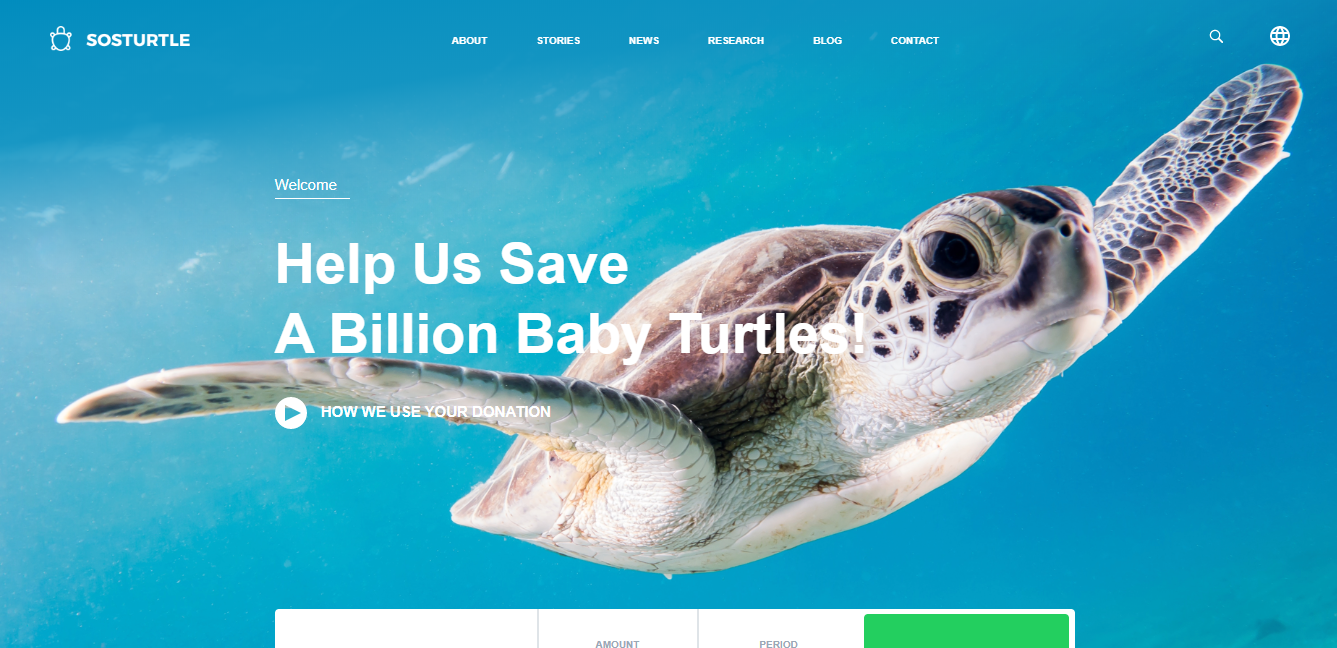 SOSTURTLE
ABOUT STORIES NEWS RESEARCH BLOG CONTACT
Welcome
Help Us Save
A Billion Baby Turtles!
HOW WE USE YOUR DONATION
AMOUNT PERIOD